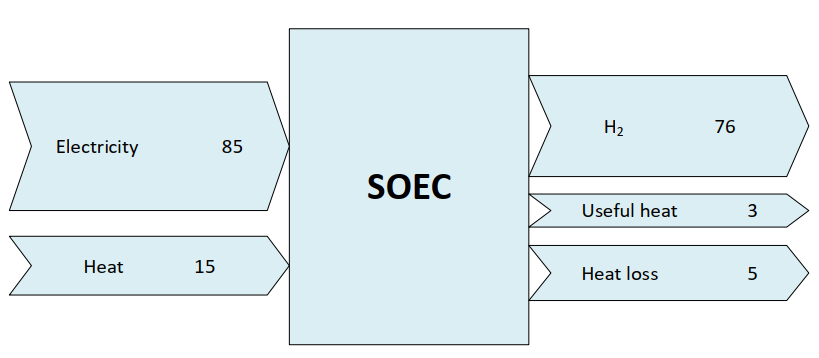 Electricity 85
Heat 15
SOEC
H₂ 76
Useful heat 3
Heat loss 5